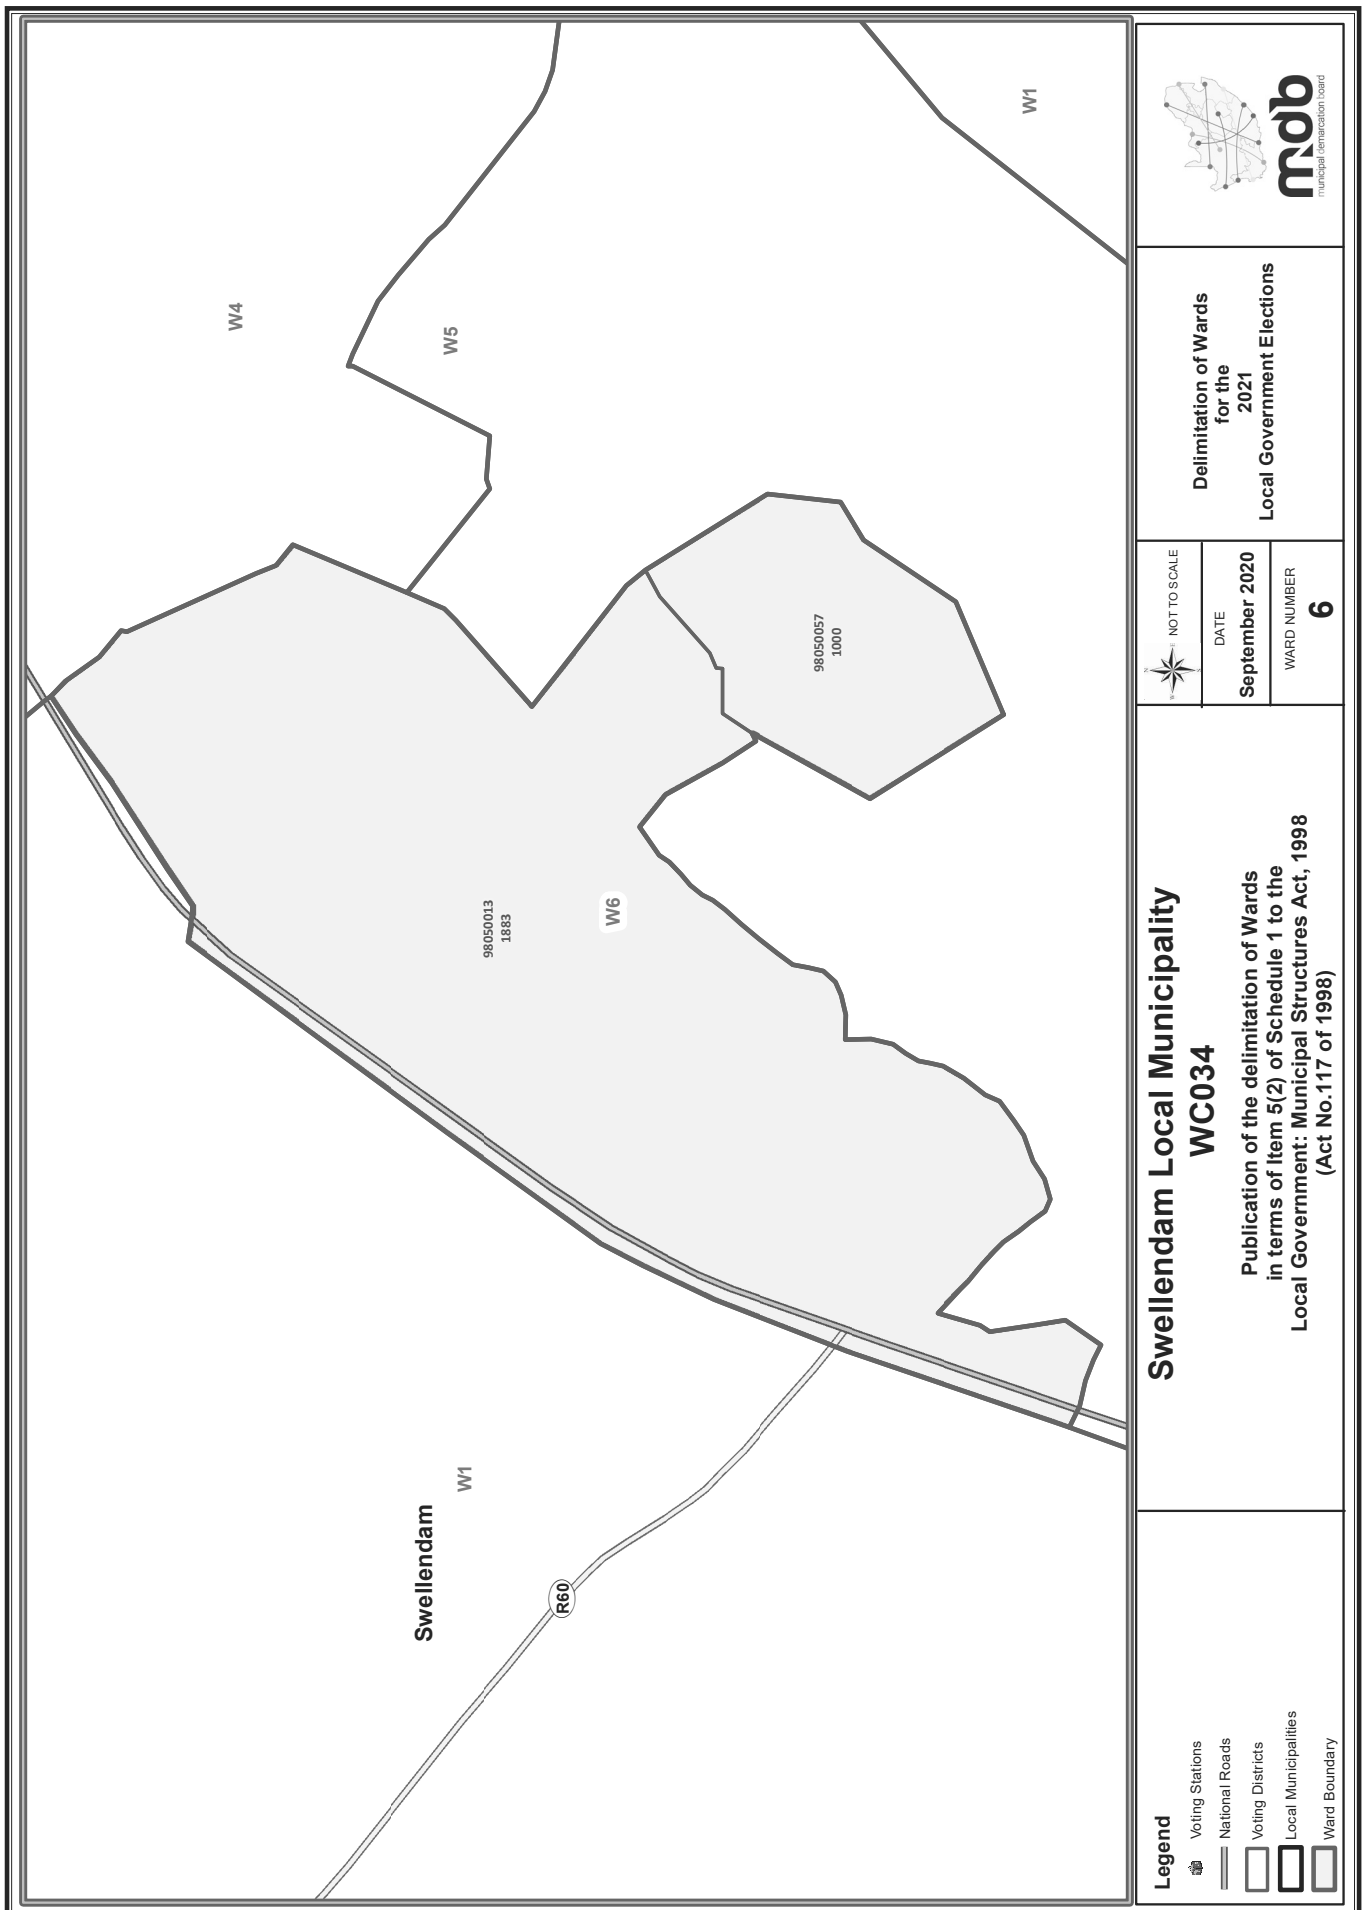 W4
W5
W1
98050057
1000
98050013
1883
W6
W1
Swellendam
R60
Legend
Voting Stations
National Roads
Voting Districts
Local Municipalities
Ward Boundary
Swellendam Local Municipality
WC034
Publication of the delimitation of Wards
in terms of Item 5(2) of Schedule 1 to the
Local Government: Municipal Structures Act, 1998
(Act No.117 of 1998)
N
E
S
W
NOT TO SCALE
DATE
September 2020
WARD NUMBER
6
Delimitation of Wards
for the
2021
Local Government Elections
mdb
municipal demarcation board